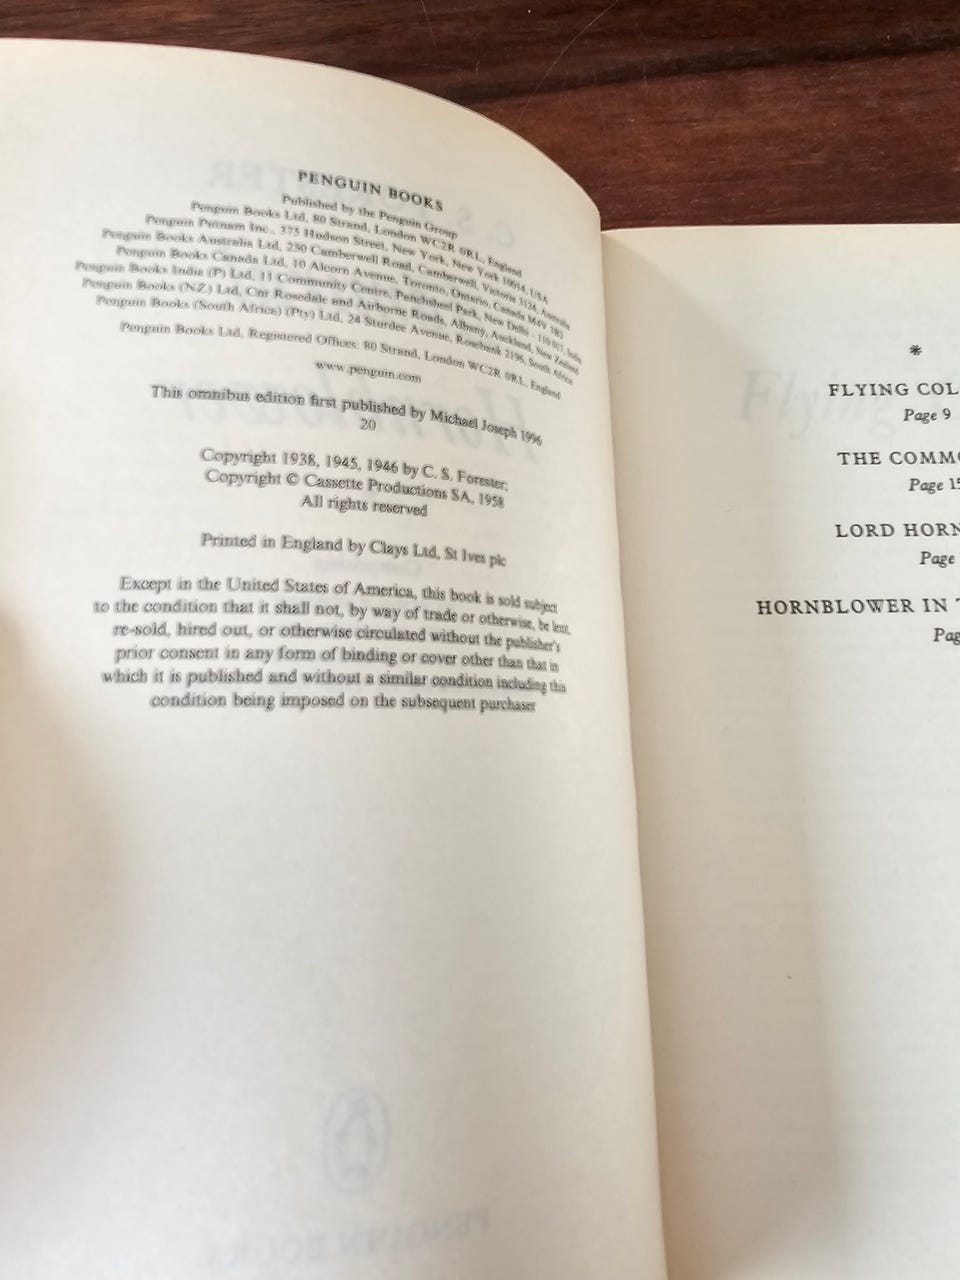 PENGUIN BOOKS
Published by the Penguin Group
Penguin Books Ltd, 80 Strand, London WC2R 0RL, England
Penguin Putnam Inc., 375 Hudson Street, New York, New York 10014, USA
Penguin Books Australia Ltd, 250 Camberwell Road, Camberwell, Victoria 3124, Australia
Penguin Books Canada Ltd, 10 Alcorn Avenue, Toronto, Ontario, Canada M4V 3B2
Penguin Books India (P) Ltd, 11 Community Centre, Panchsheel Park, New Delhi – 110 017, India
Penguin Books (NZ) Ltd, Cnr Rosedale and Airborne Roads, Albany, Auckland, New Zealand
Penguin Books (South Africa) (Pty) Ltd, 24 Sturdee Avenue, Rosebank 2196, South Africa
Penguin Books Ltd, Registered Offices: 80 Strand, London WC2R 0RL, England
www.penguin.com
This omnibus edition first published by Michael Joseph 1996
20
Copyright 1938, 1945, 1946 by C. S. Forester;
Copyright © Cassette Productions SA, 1958
All rights reserved
Printed in England by Clays Ltd, St Ives plc
Except in the United States of America, this book is sold subject
to the condition that it shall not, by way of trade or otherwise, be lent,
re-sold, hired out, or otherwise circulated without the publisher's
prior consent in any form of binding or cover other than that in
which it is published and without a similar condition including this
condition being imposed on the subsequent purchaser
*
FLYING COL
Page 9
THE COMMO
Page 15
LORD HORN
Page
HORNBLOWER IN T
Pag